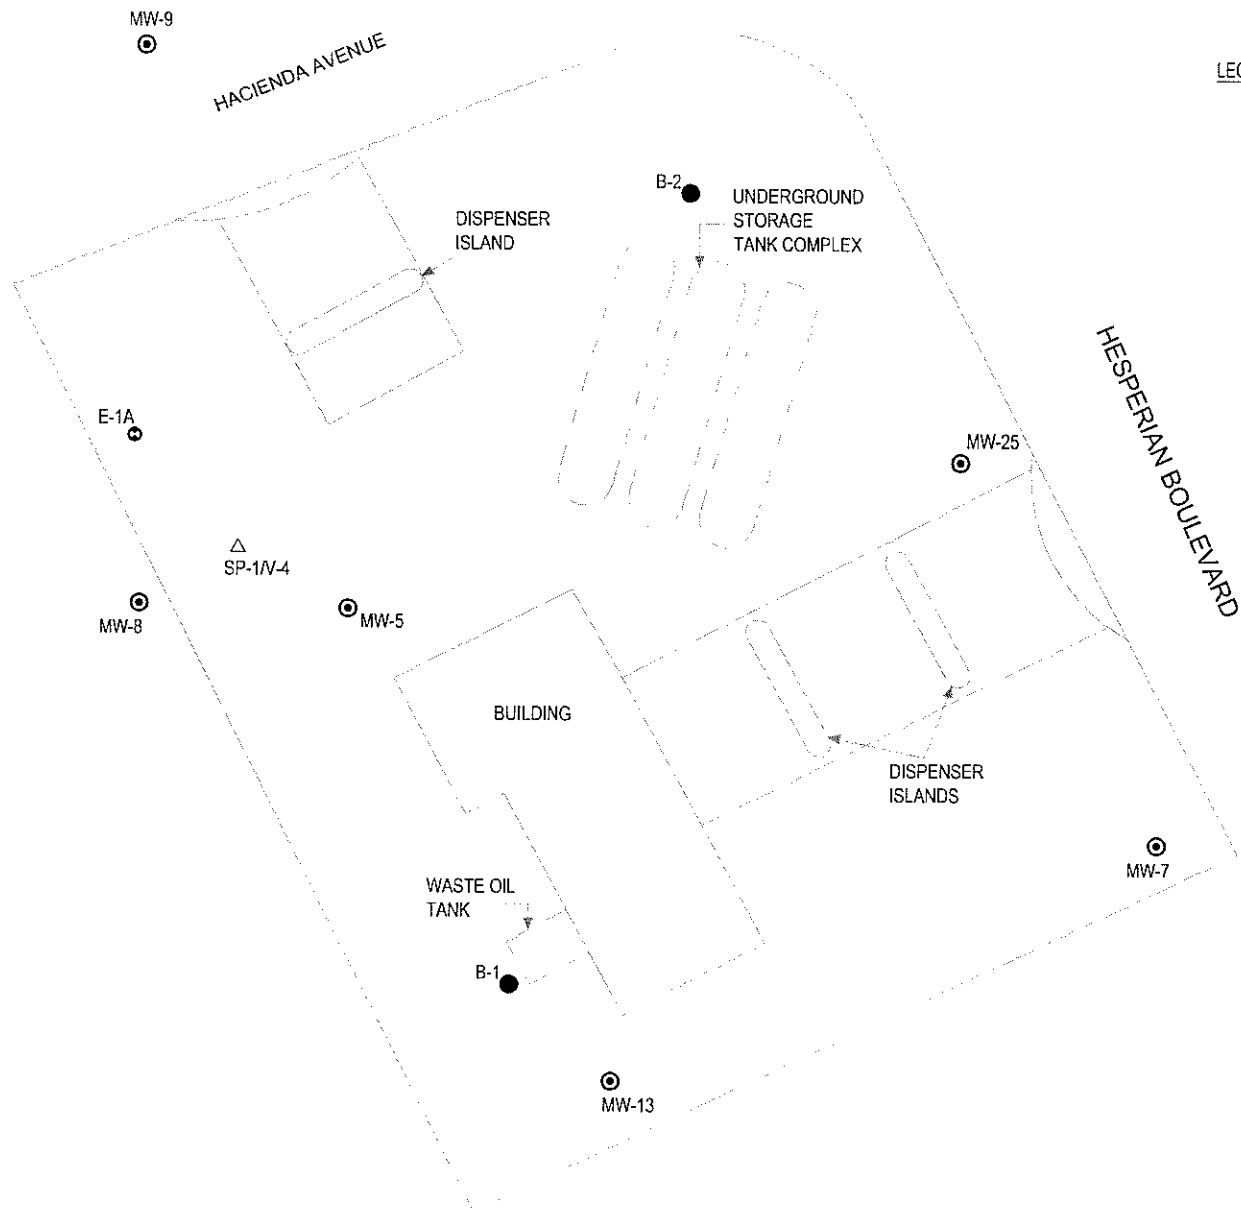 MW-9
HACIENDA AVENUE
B-2
UNDERGROUND
STORAGE
TANK COMPLEX
DISPENSER
ISLAND
HESPERIAN BOULEVARD
E-1A
MW-25
SP-1/V-4
MW-8
MW-5
BUILDING
DISPENSER
ISLANDS
MW-7
WASTE OIL
TANK
B-1
MW-13